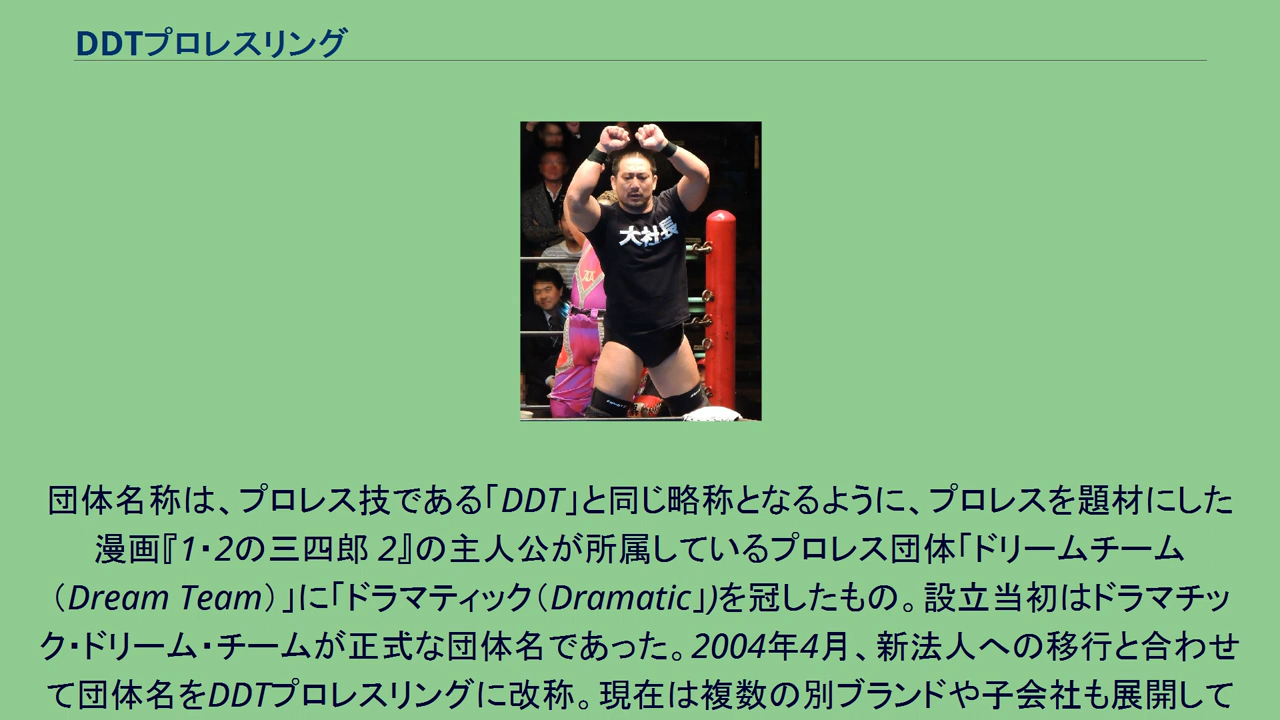 DDTプロレスリング
大社長
団体名称は、プロレス技である「DDT」と同じ略称となるように、プロレスを題材にした
漫画『1・2の三四郎 2』の主人公が所属しているプロレス団体「ドリームチーム
（Dream Team）」に「ドラマティック（Dramatic」)を冠したもの。設立当初はドラマチッ
ク・ドリーム・チームが正式な団体名であった。2004年4月、新法人への移行と合わせ
て団体名をDDTプロレスリングに改称。現在は複数の別ブランドや子会社も展開して